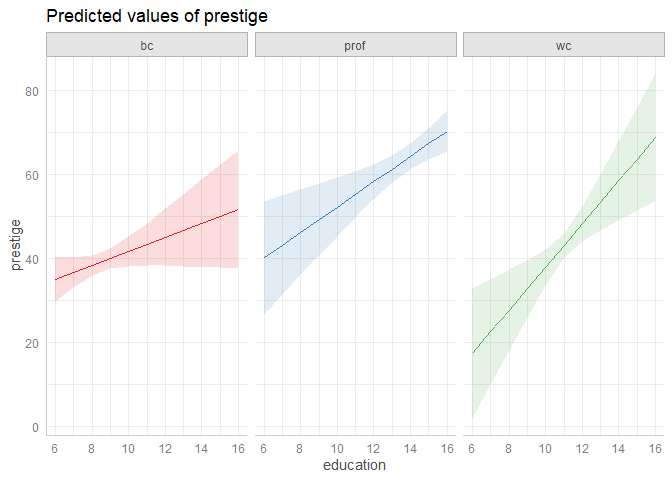 Predicted values of prestige
bc prof wc
80
60
40
20
0
prestige
6 8 10 12 14 16 6 8 10 12 14 16 6 8 10 12 14 16
education